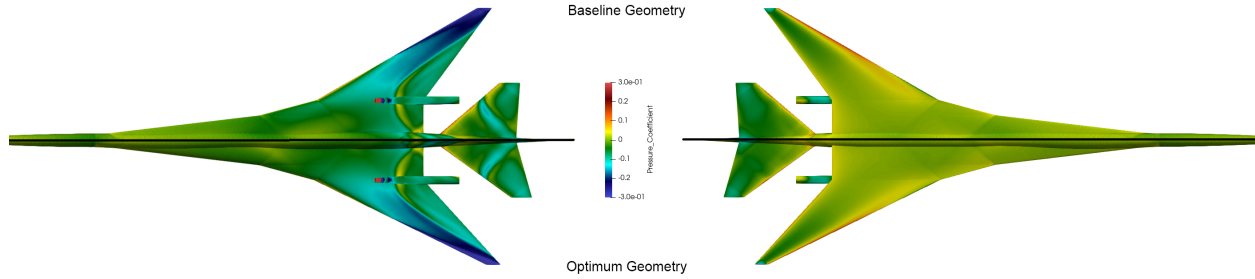 Baseline Geometry
3.0e-01
0.2
0.1
0
-0.1
-0.2
-3.0e-01
Pressure_Coefficient
Optimum Geometry